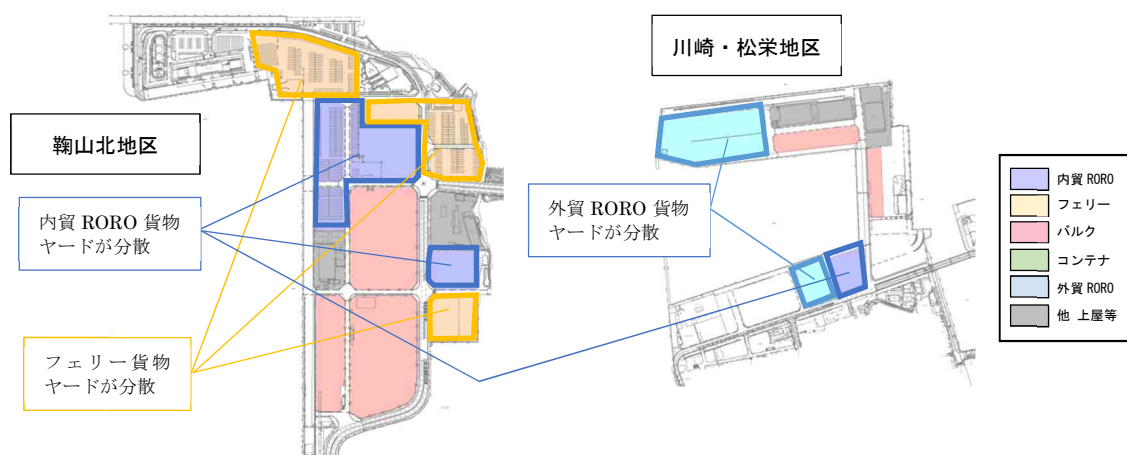 川崎・松栄地区
鞠山北地区
内貿 RORO 貨物
ヤードが分散
外貿 RORO 貨物
ヤードが分散
フェリー貨物
ヤードが分散
内貿 RORO
フェリー
バルク
コンテナ
外貿 RORO
他 上屋等